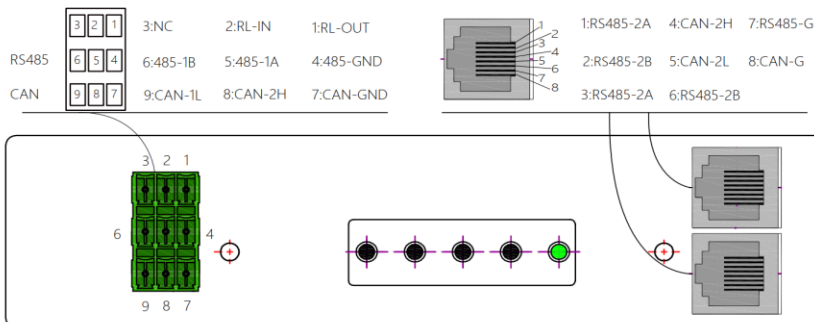 3 2 1 3:NC 2:RL-IN 1:RL-OUT
RS485 6 5 4 6:485-1B 5:485-1A 4:485-GND
CAN 9 8 7 9:CAN-1L 8:CAN-2H 7:CAN-GND
1
2
3
4
5
6
7
8
1:RS485-2A 4:CAN-2H 7:RS485-G
2:RS485-2B 5:CAN-2L 8:CAN-G
3:RS485-2A 6:RS485-2B
3 2 1
6 4
9 8 7